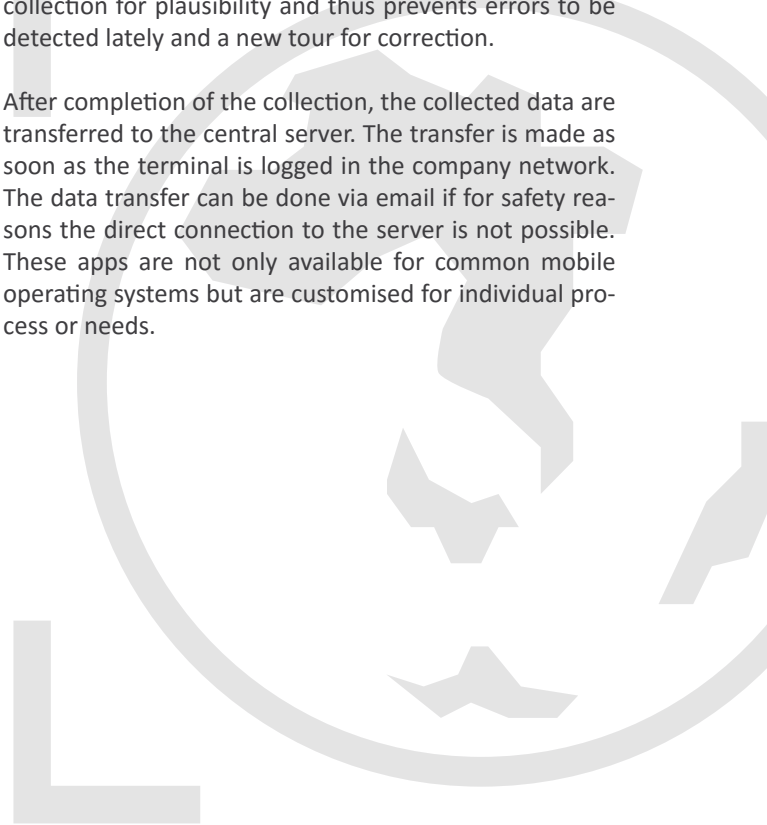 collection for plausibility and thus prevents errors to be
detected lately and a new tour for correction.
After completion of the collection, the collected data are
transferred to the central server. The transfer is made as
soon as the terminal is logged in the company network.
The data transfer can be done via email if for safety rea-
sons the direct connection to the server is not possible.
These apps are not only available for common mobile
operating systems but are customised for individual pro-
cess or needs.